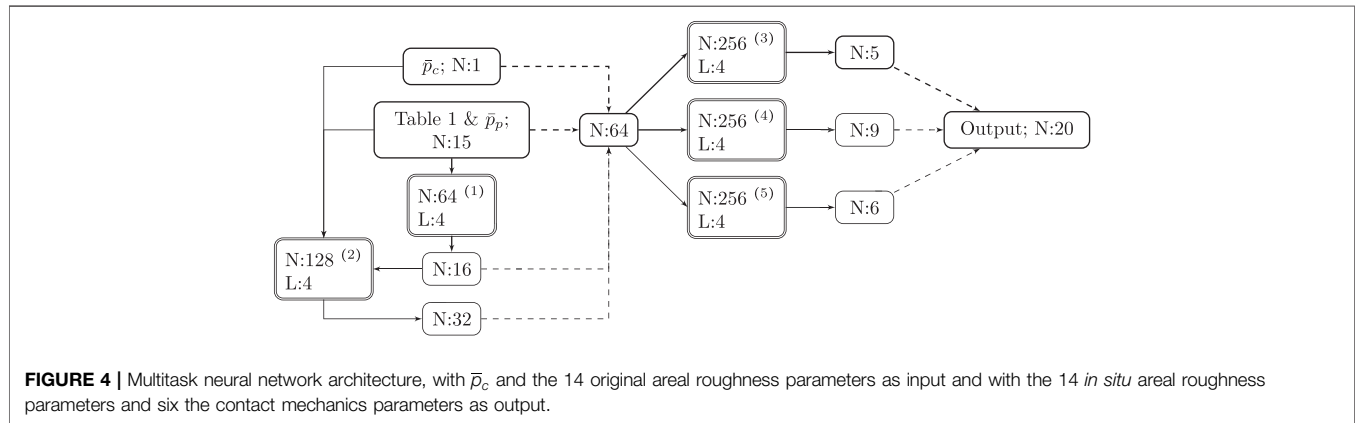 p̄c; N:1
Table 1 & p̄p;
N:15
N:64 (1)
L:4
N:128 (2)
L:4
N:16
N:32
N:64
N:256 (3)
L:4
N:256 (4)
L:4
N:256 (5)
L:4
N:5
N:9
N:6
Output; N:20
FIGURE 4 | Multitask neural network architecture, with p̄c and the 14 original areal roughness parameters as input and with the 14 in situ areal roughness
parameters and six the contact mechanics parameters as output.